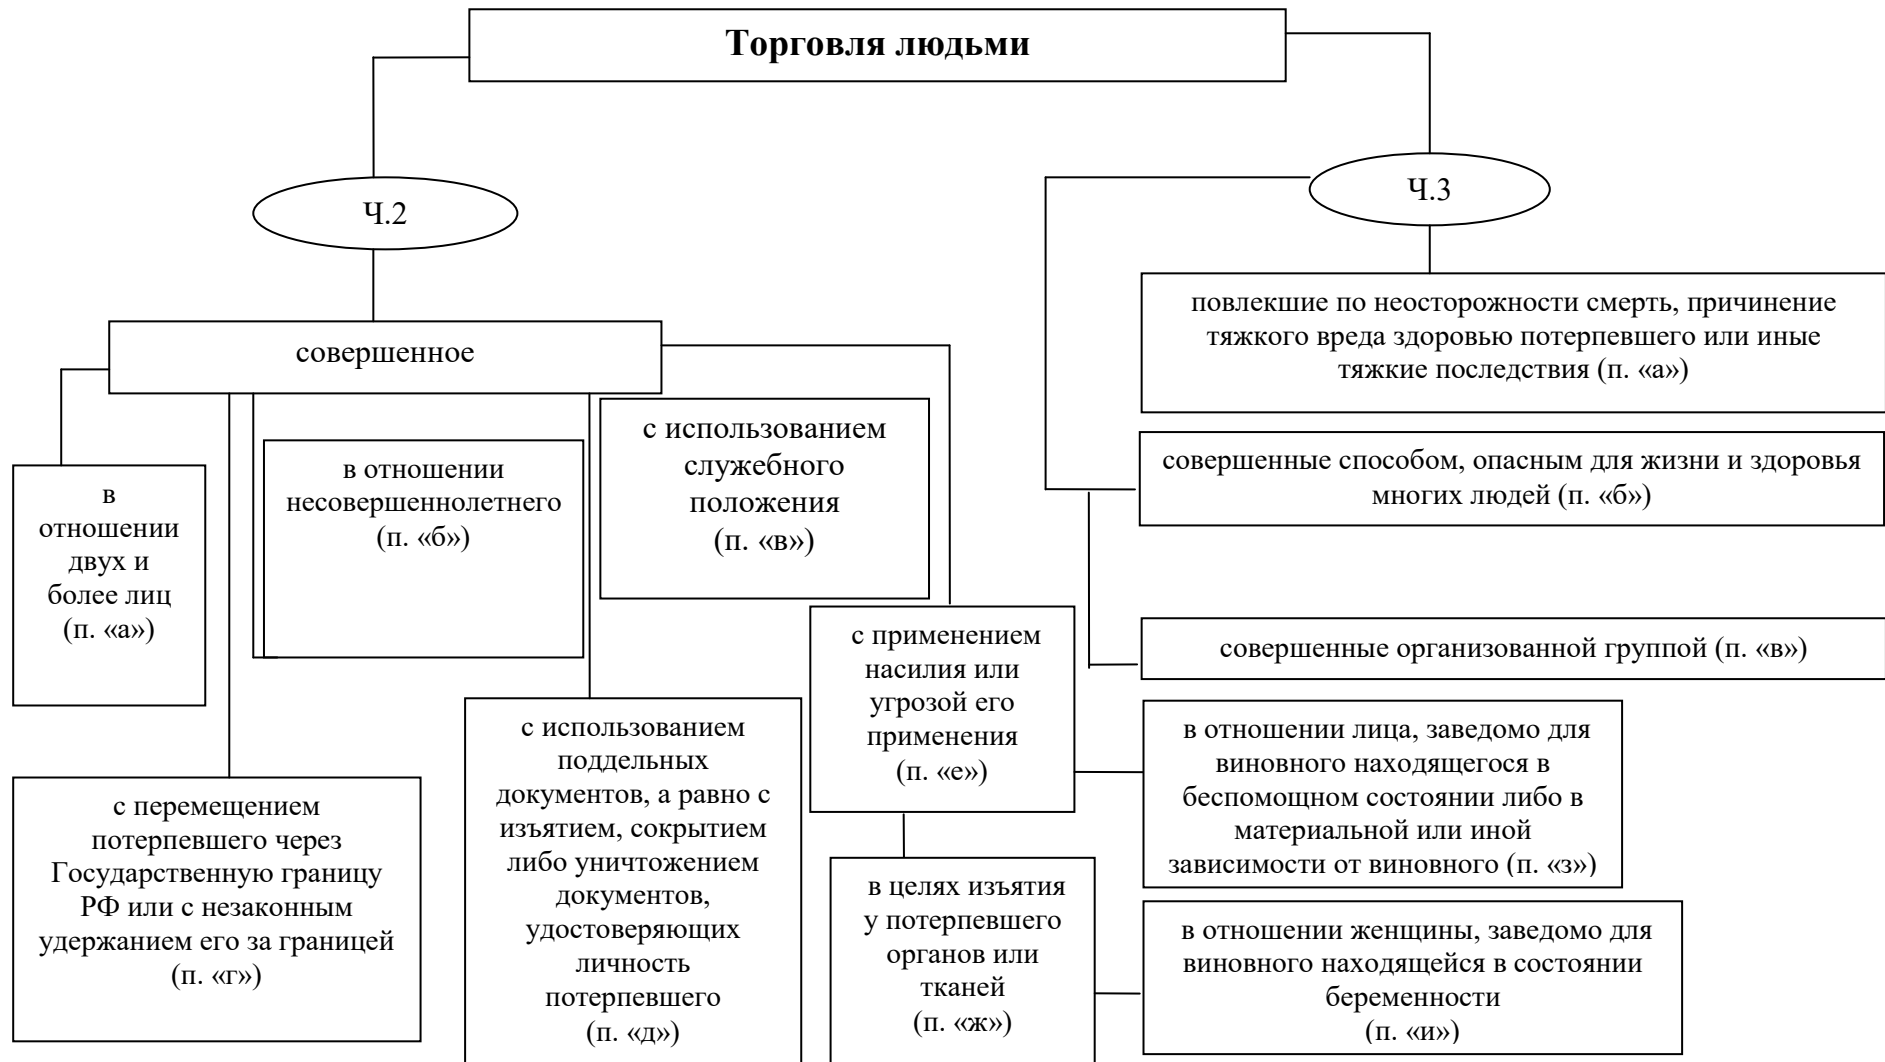 Торговля людьми
Ч.2
Ч.3
совершенное
в
отношении
двух и
более лиц
(п. «а»)
в отношении
несовершеннолетнего
(п. «б»)
с использованием
служебного
положения
(п. «в»)
с перемещением
потерпевшего через
Государственную границу
РФ или с незаконным
удержанием его за границей
(п. «г»)
с использованием
поддельных
документов, а равно с
изъятием, сокрытием
либо уничтожением
документов,
удостоверяющих
личность
потерпевшего
(п. «д»)
с применением
насилия или
угрозой его
применения
(п. «е»)
в целях изъятия
у потерпевшего
органов или
тканей
(п. «ж»)
в отношении лица, заведомо для
виновного находящегося в
беспомощном состоянии либо в
материальной или иной
зависимости от виновного (п. «з»)
в отношении женщины, заведомо для
виновного находящейся в состоянии
беременности
(п. «и»)
повлекшие по неосторожности смерть, причинение
тяжкого вреда здоровью потерпевшего или иные
тяжкие последствия (п. «а»)
совершенные способом, опасным для жизни и здоровья
многих людей (п. «б»)
совершенные организованной группой (п. «в»)